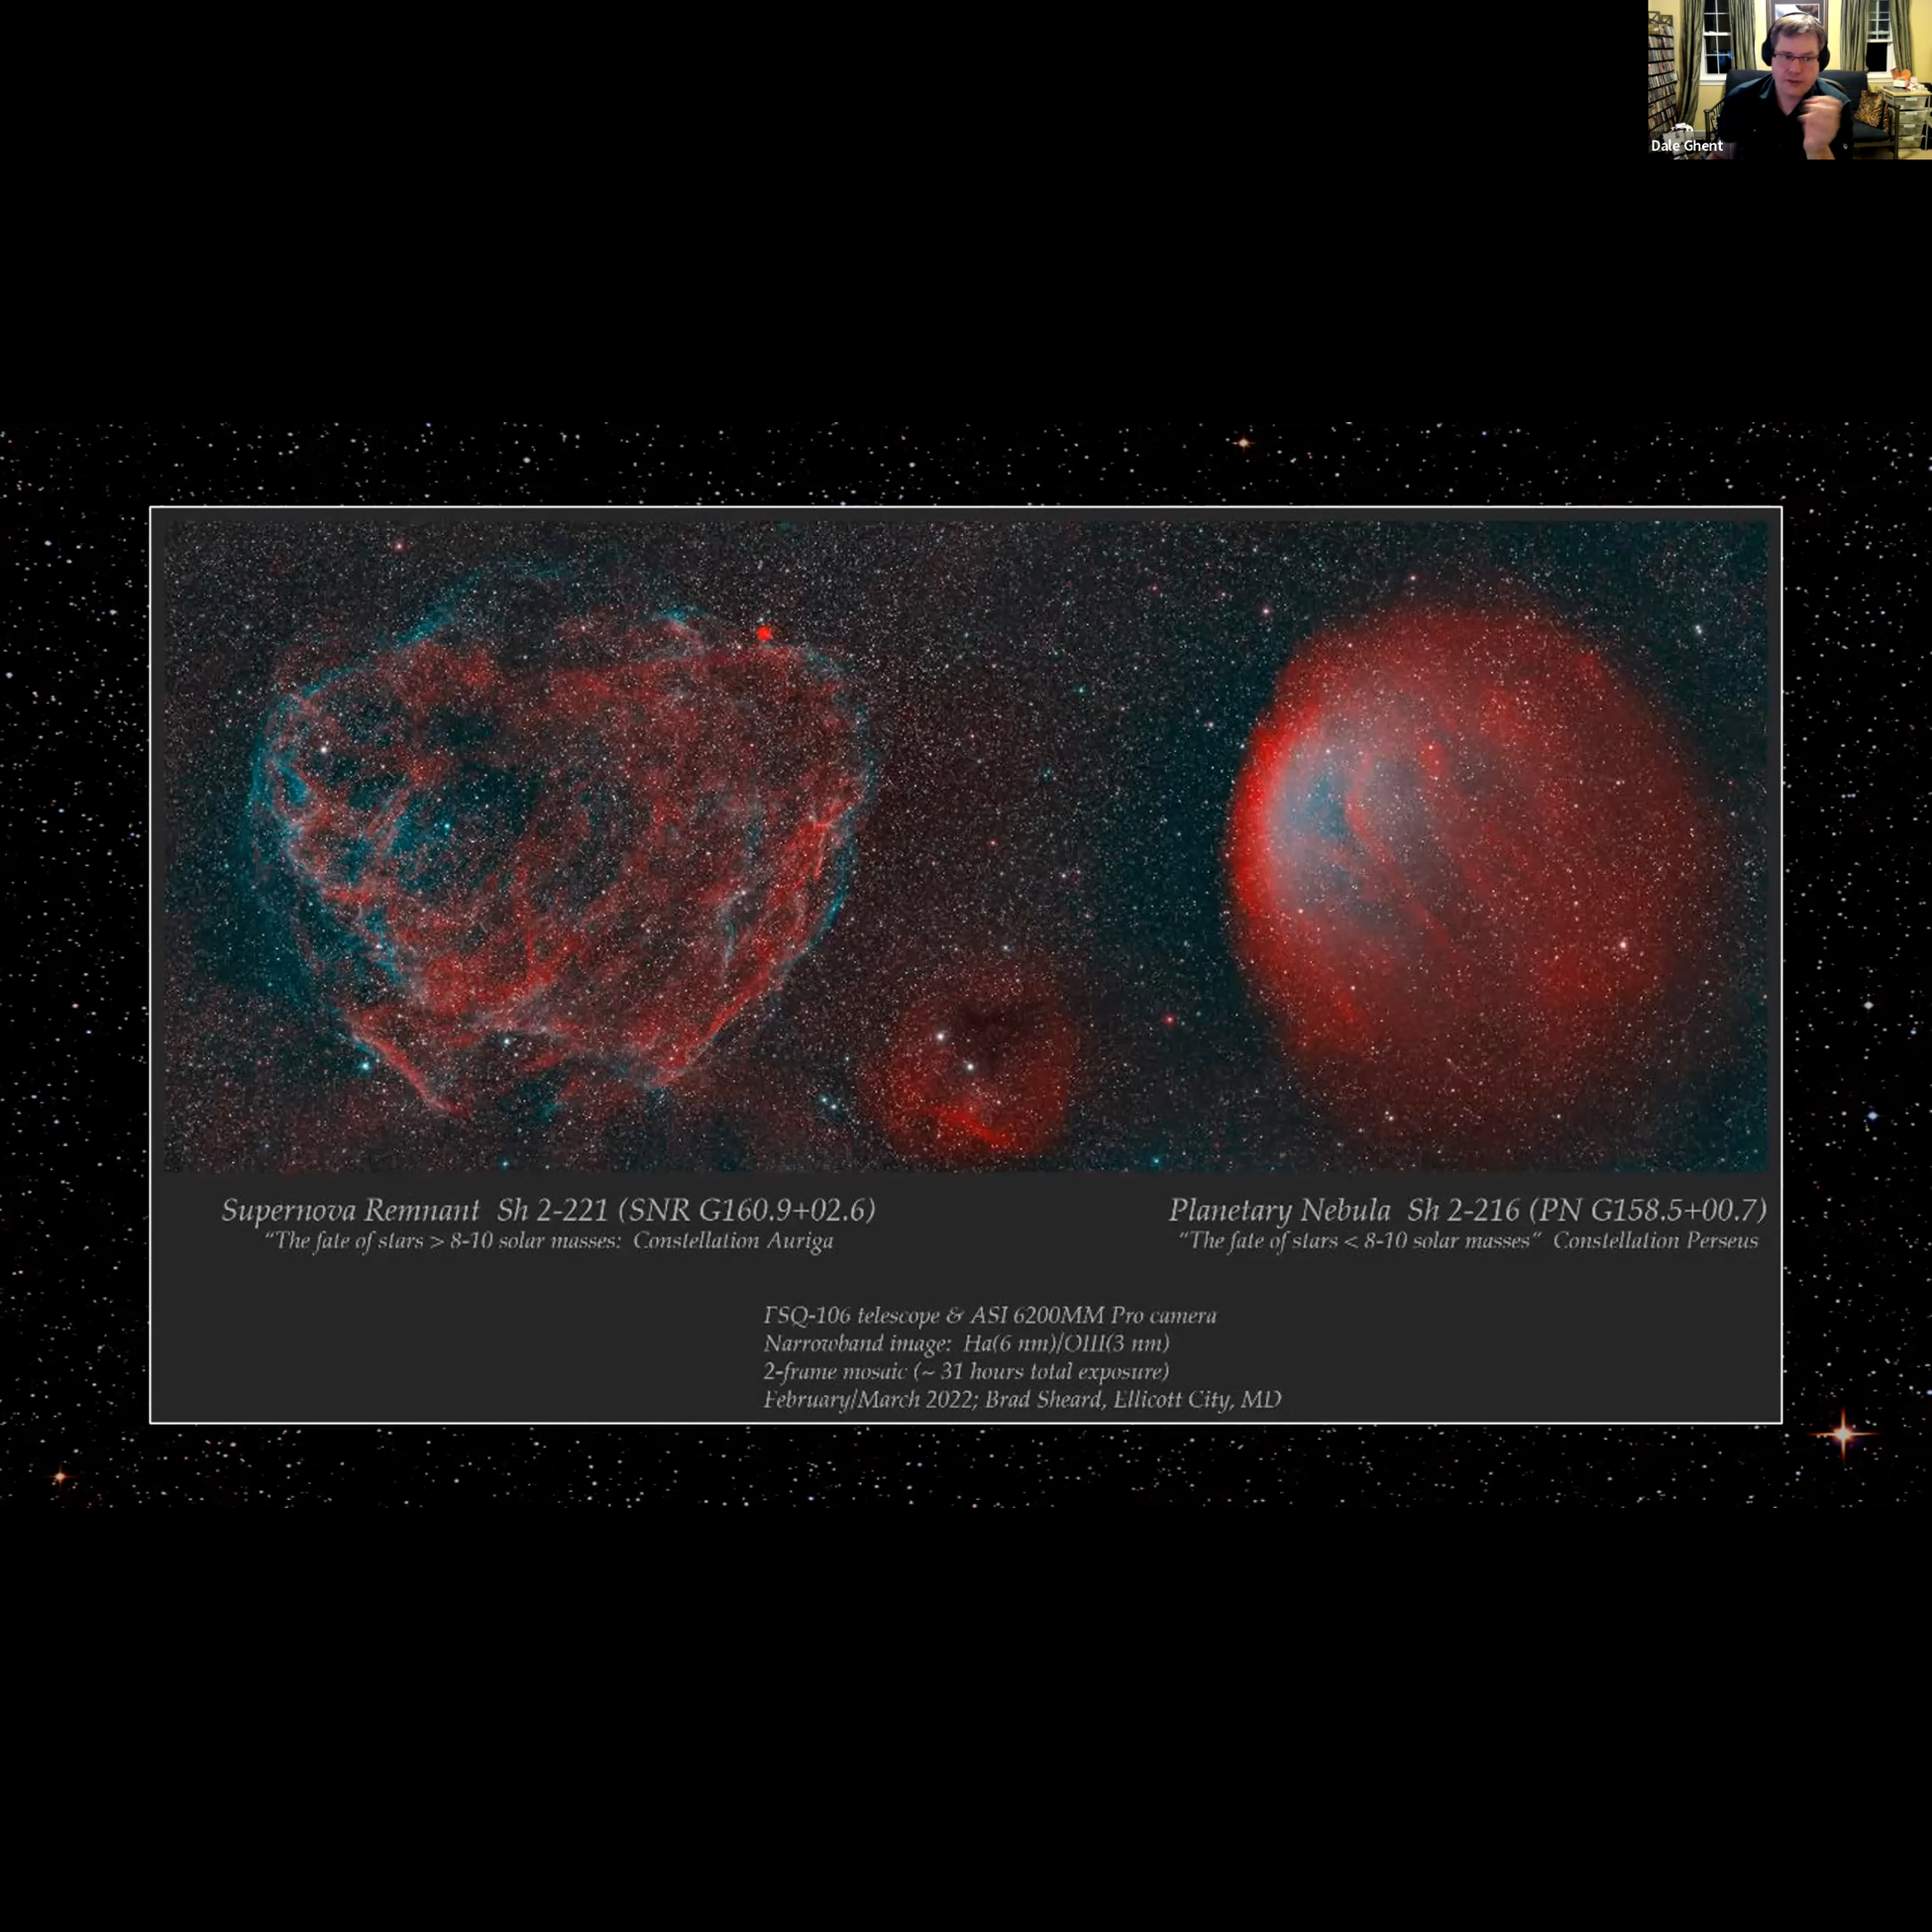 Dale Ghent
Supernova Remnant Sh 2-221 (SNR G160.9+02.6)
"The fate of stars > 8-10 solar masses: Constellation Auriga
Planetary Nebula Sh 2-216 (PN G158.5+00.7)
"The fate of stars < 8-10 solar masses" Constellation Perseus
FSQ-106 telescope & ASI 6200MM Pro camera
Narrowband image: Ha(6 nm)/OIII(3 nm)
2-frame mosaic (~ 31 hours total exposure)
February/March 2022; Brad Sheard, Ellicott City, MD